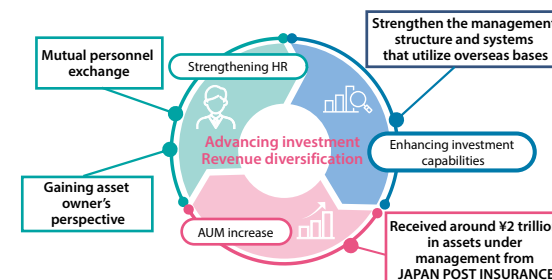 Strengthen the management
structure and systems
that utilize overseas bases
Mutual personnel
exchange
Strengthening HR
Advancing investment
Revenue diversification
Enhancing investment
capabilities
Gaining asset
owner's
perspective
AUM increase
Received around ¥2 trillion
in assets under
management from
JAPAN POST INSURANCE